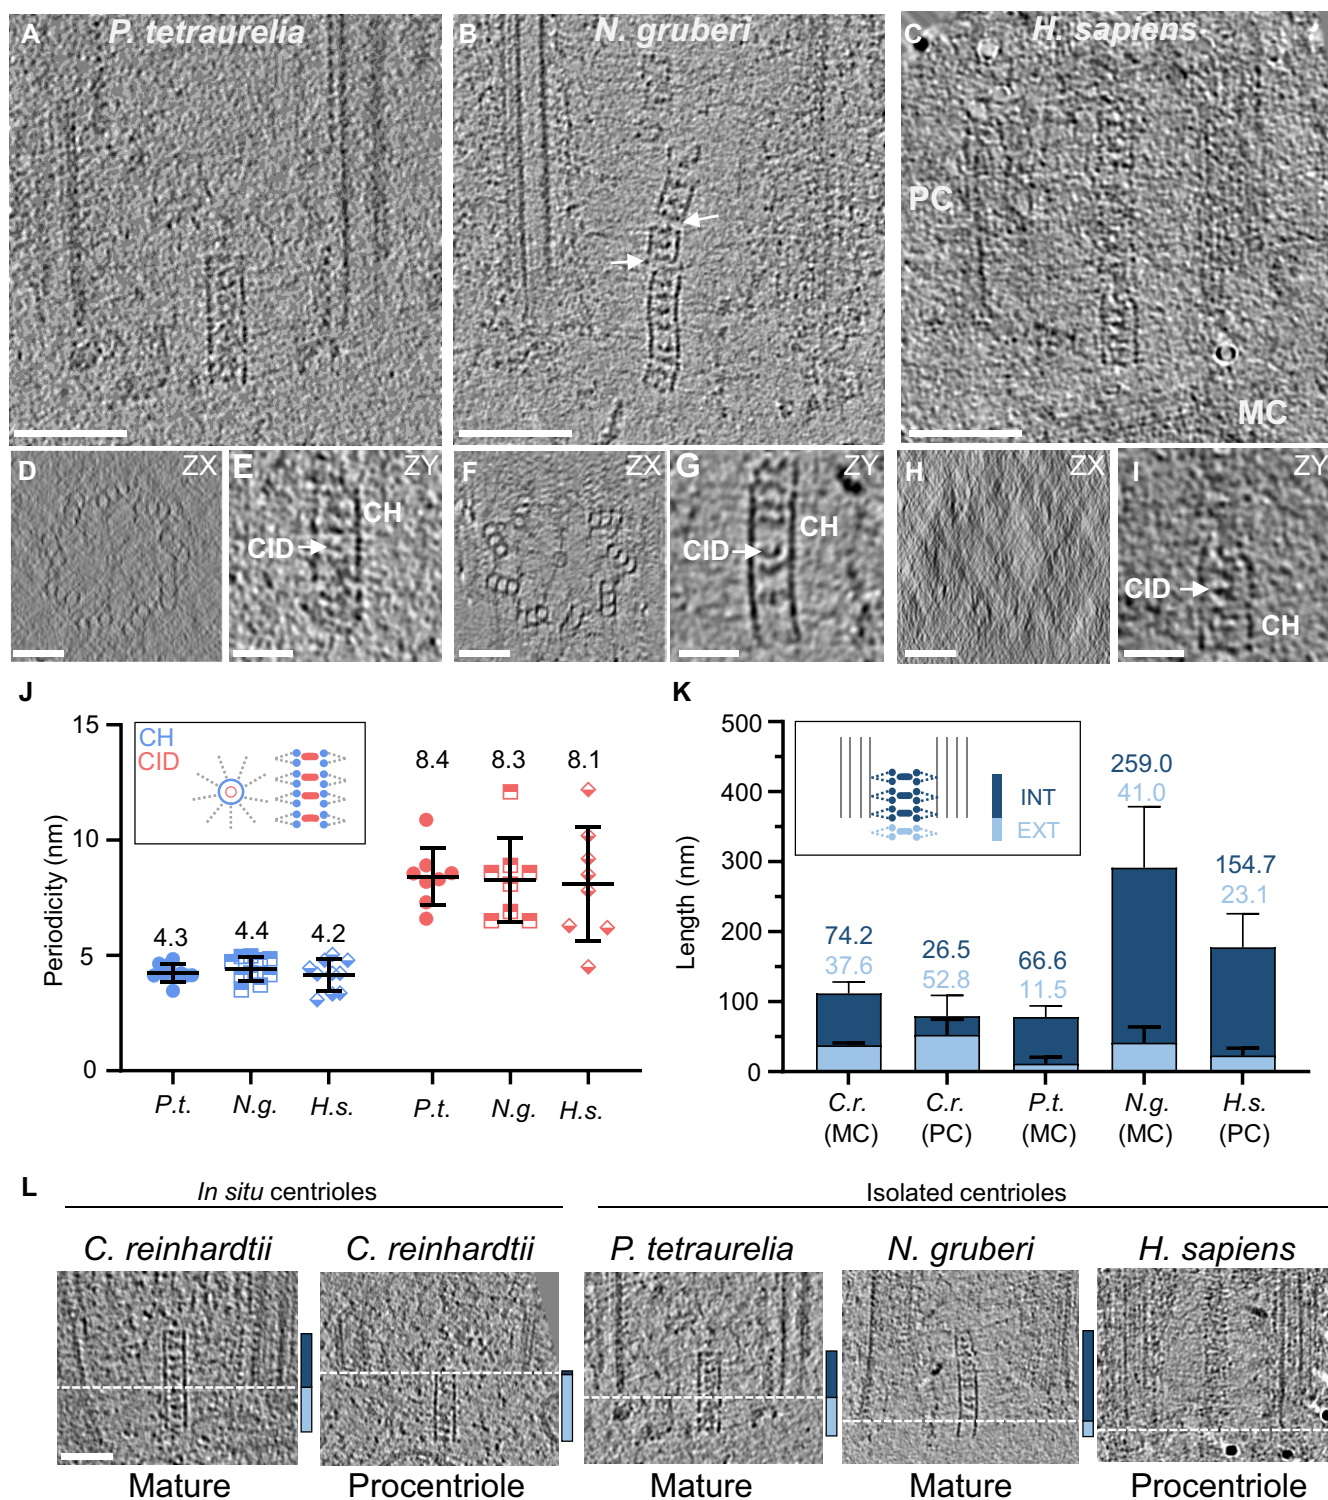 A P. tetraurelia
B N. gruberi
C H. sapiens
PC
MC
D ZX
E ZY
CH
CID
F ZX
G ZY
CH
CID
H ZX
I ZY
CID
CH
J
Periodicity (nm)
15
10
5
0
CH
CID
4.3
4.4
4.2
8.4
8.3
8.1
P.t.
N.g.
H.s.
P.t.
N.g.
H.s.
K
Length (nm)
500
400
300
200
100
0
INT
EXT
74.2
37.6
26.5
52.8
66.6
11.5
259.0
41.0
154.7
23.1
C.r.
(MC)
C.r.
(PC)
P.t.
(MC)
N.g.
(MC)
H.s.
(PC)
L
In situ centrioles
Isolated centrioles
C. reinhardtii
C. reinhardtii
P. tetraurelia
N. gruberi
H. sapiens
Mature
Procentriole
Mature
Mature
Procentriole